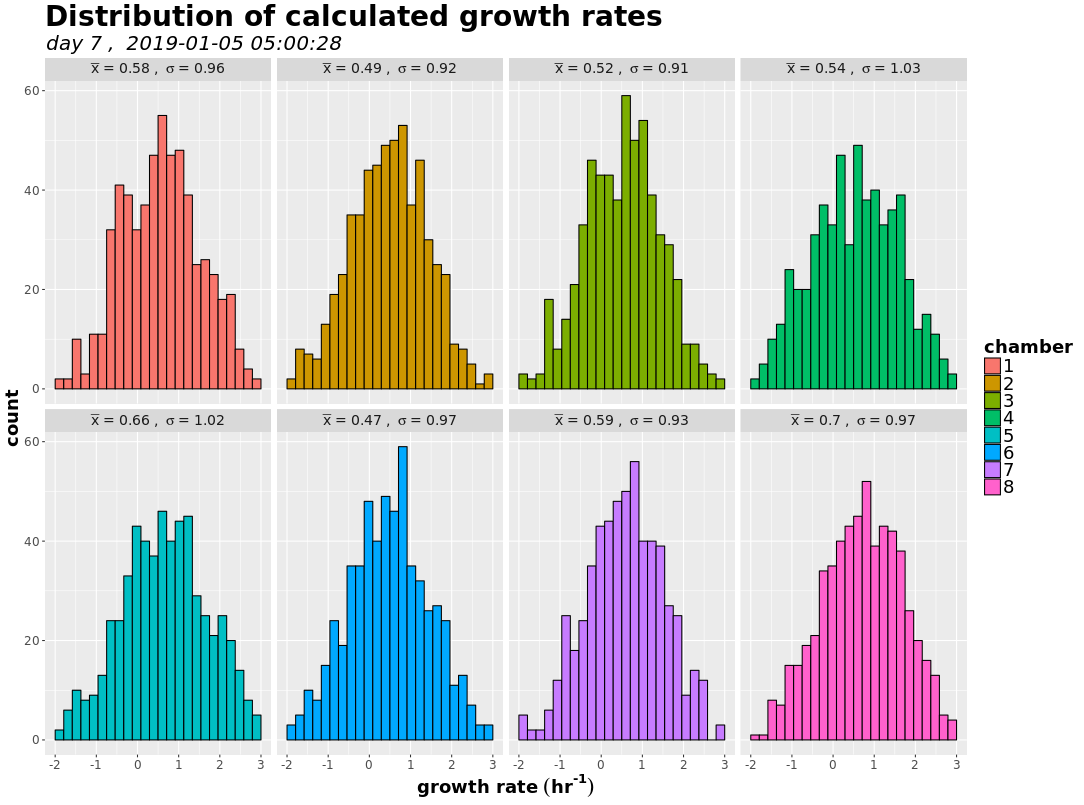 Distribution of calculated growth rates
day 7 ,  2019-01-05 05:00:28
x̅ = 0.58 ,  σ = 0.96
x̅ = 0.49 ,  σ = 0.92
x̅ = 0.52 ,  σ = 0.91
x̅ = 0.54 ,  σ = 1.03
60
40
20
0
x̅ = 0.66 ,  σ = 1.02
x̅ = 0.47 ,  σ = 0.97
x̅ = 0.59 ,  σ = 0.93
x̅ = 0.7 ,  σ = 0.97
60
40
20
0
-2 -1 0 1 2 3
-2 -1 0 1 2 3
-2 -1 0 1 2 3
-2 -1 0 1 2 3
growth rate (hr⁻¹)
count
chamber
1
2
3
4
5
6
7
8